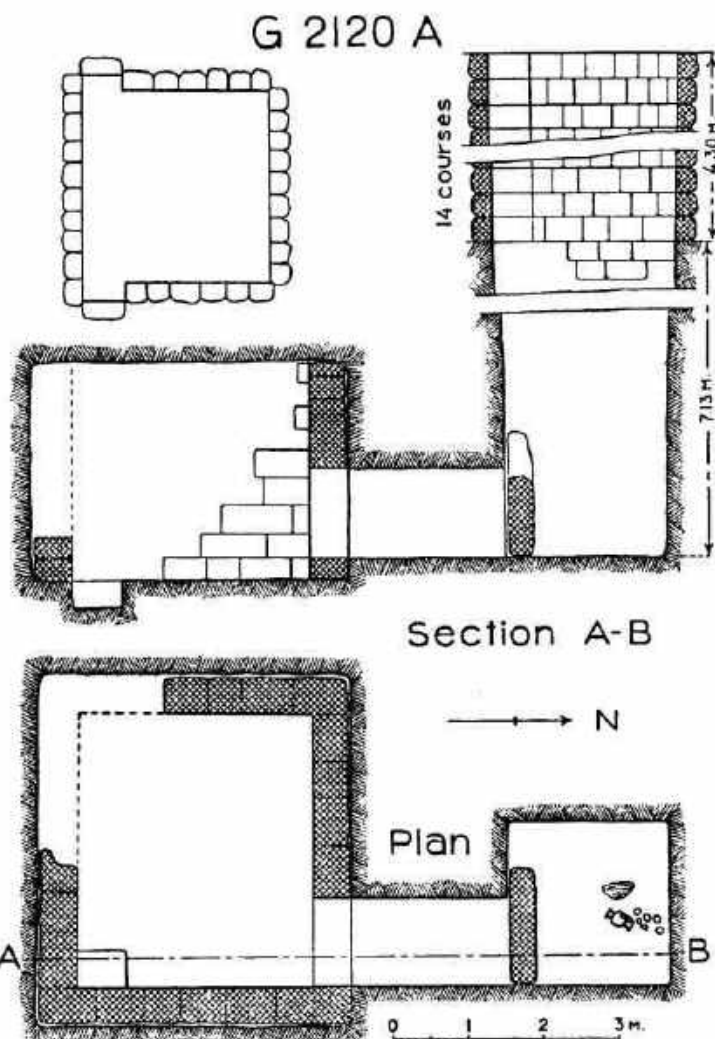 G 2120 A
14 courses
4.30 M.
7.13 M.
Section A-B
N
Plan
A
B
0 1 2 3 M.